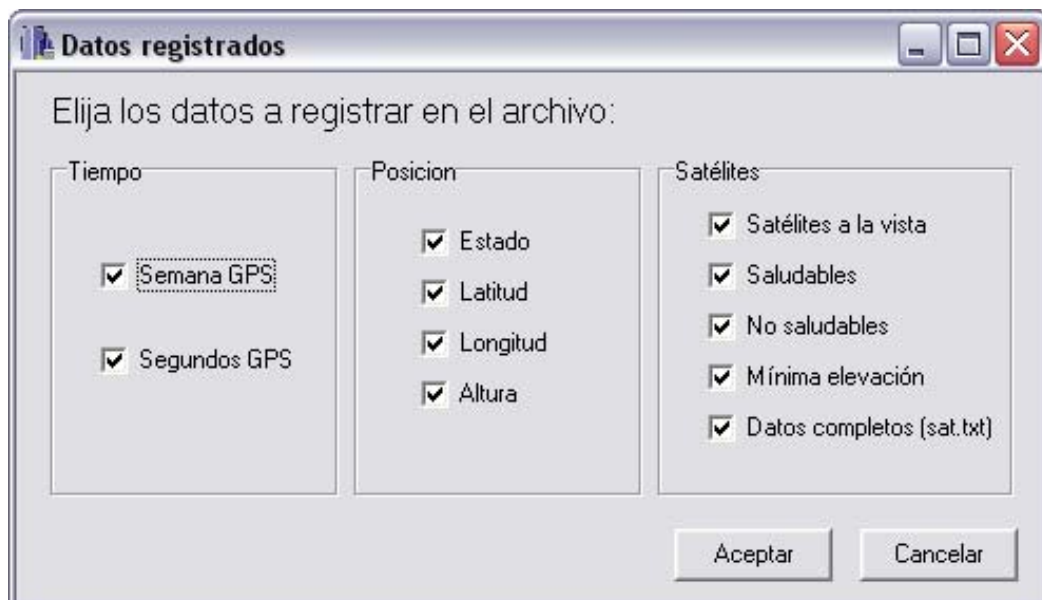 Datos registrados
Elija los datos a registrar en el archivo:
Tiempo
Semana GPS
Segundos GPS
Posicion
Estado
Latitud
Longitud
Altura
Satélites
Satélites a la vista
Saludables
No saludables
Mínima elevación
Datos completos (sat.txt)
Aceptar
Cancelar